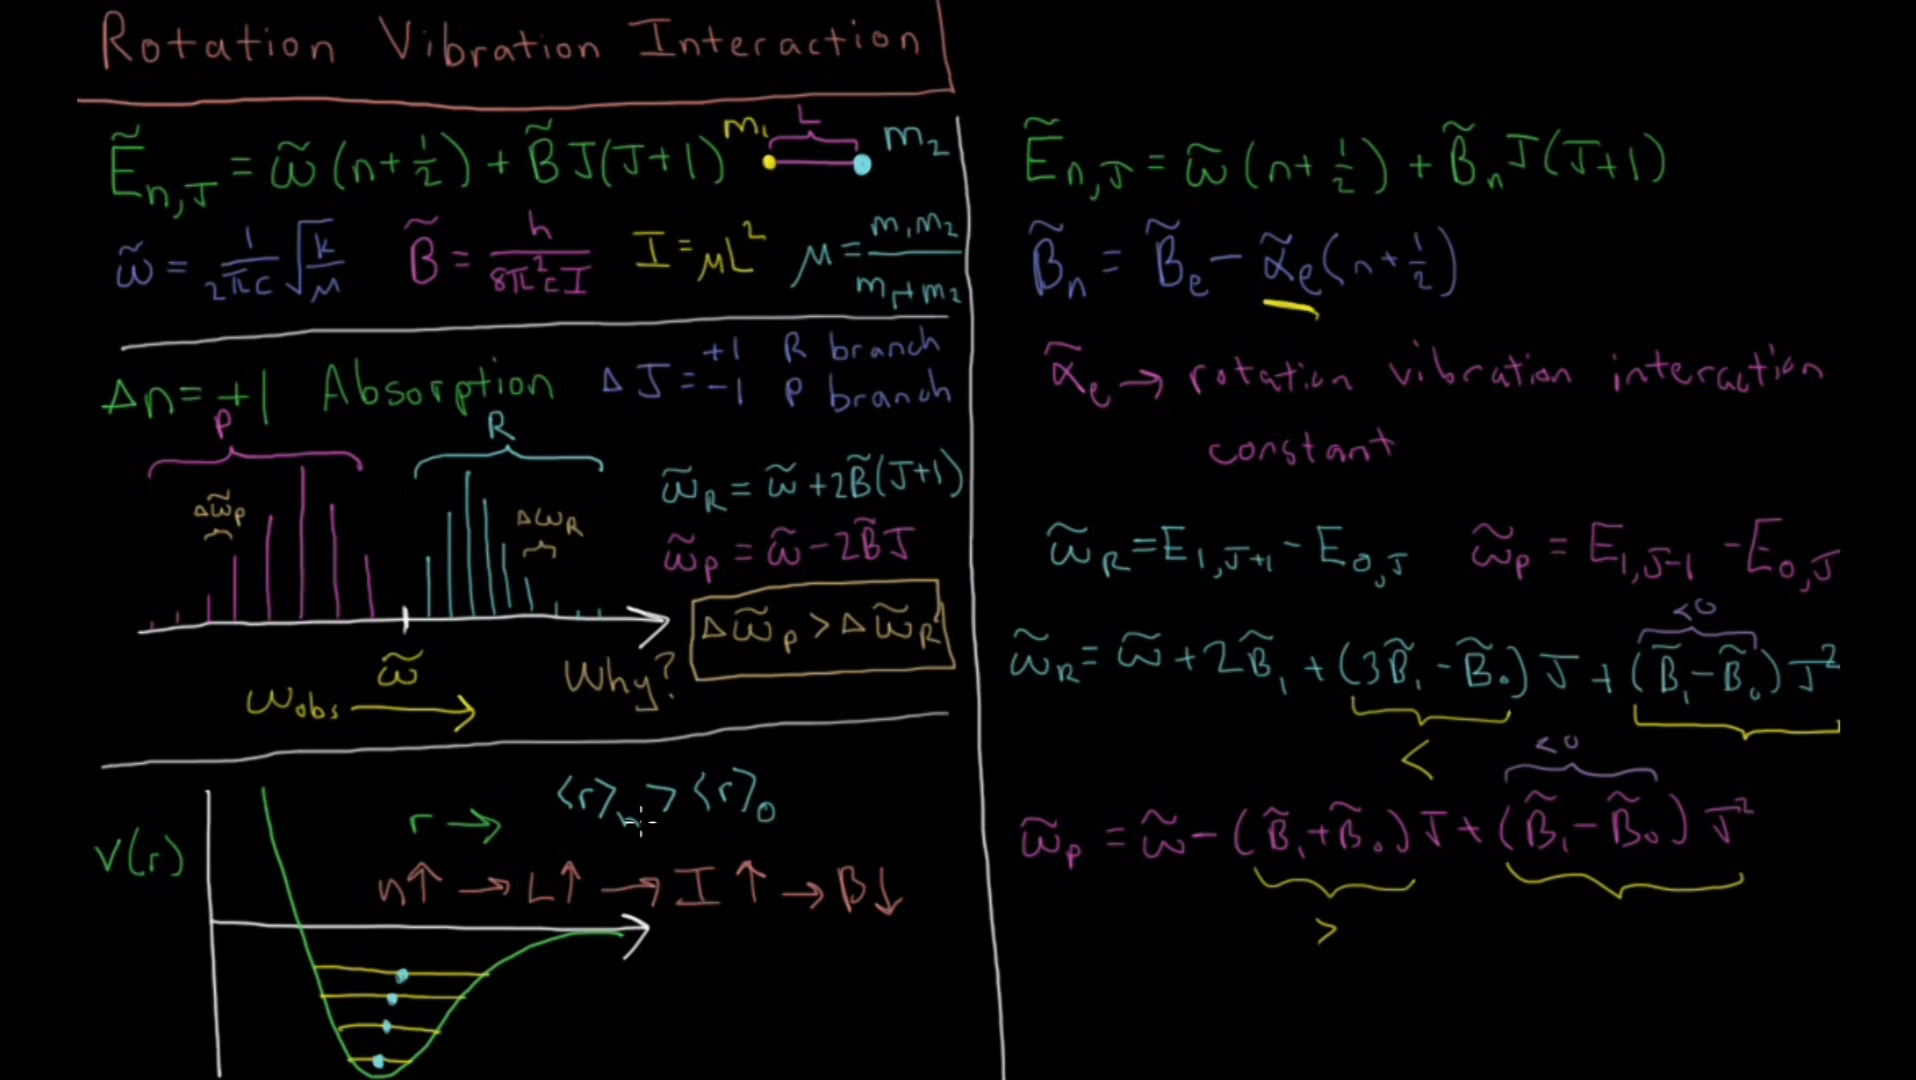 Rotation Vibration Interaction
Ẽn,J = ω̃(n+½) + B̃J(J+1)
m₁ L m₂
ω̃ = 1/(2πc) √(k/μ)
B̃ = h/(8π²cI)
I = μL²
μ = m₁m₂/(m₁+m₂)
Δn = +1 Absorption
ΔJ = +1 R branch
-1 P branch
P
R
Δω̃P
ΔωR
ω̃R = ω̃ + 2B̃(J+1)
ω̃P = ω̃ - 2B̃J
Δω̃P > Δω̃R
ω̃
Why?
ωobs
V(r)
r →
⟨r⟩n > ⟨r⟩0
n↑ → L↑ → I↑ → B↓
Ẽn,J = ω̃(n+½) + B̃nJ(J+1)
B̃n = B̃e - α̃e(n+½)
α̃e → rotation vibration interaction
constant
ω̃R = E1,J+1 - E0,J
ω̃P = E1,J-1 - E0,J
<0
ω̃R = ω̃ + 2B̃1 + (3B̃1 - B̃0)J + (B̃1 - B̃0)J²
<
<0
ω̃P = ω̃ - (B̃1 + B̃0)J + (B̃1 - B̃0)J²
>